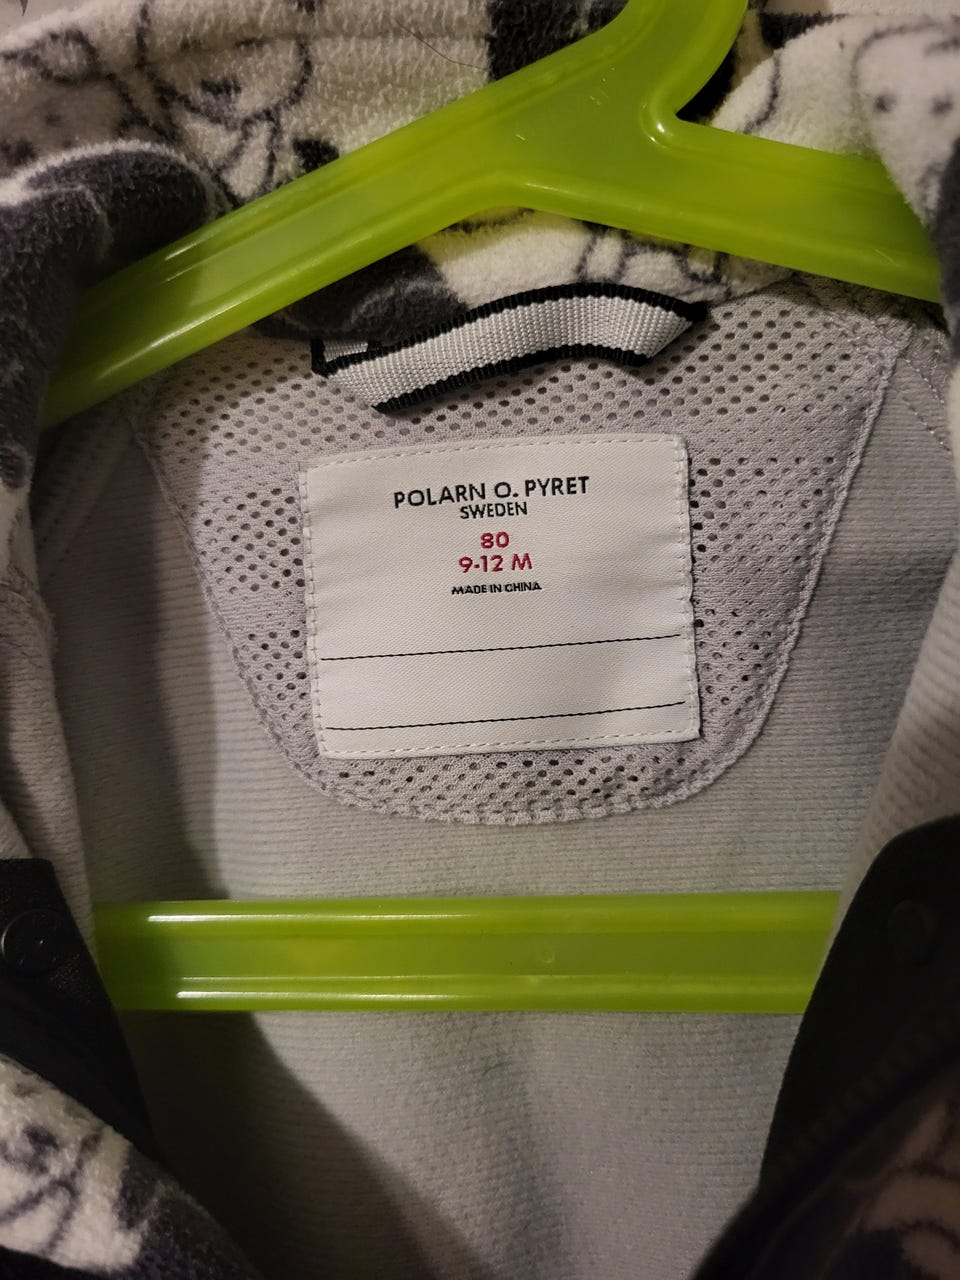 POLARN O. PYRET
SWEDEN
80
9-12 M
MADE IN CHINA